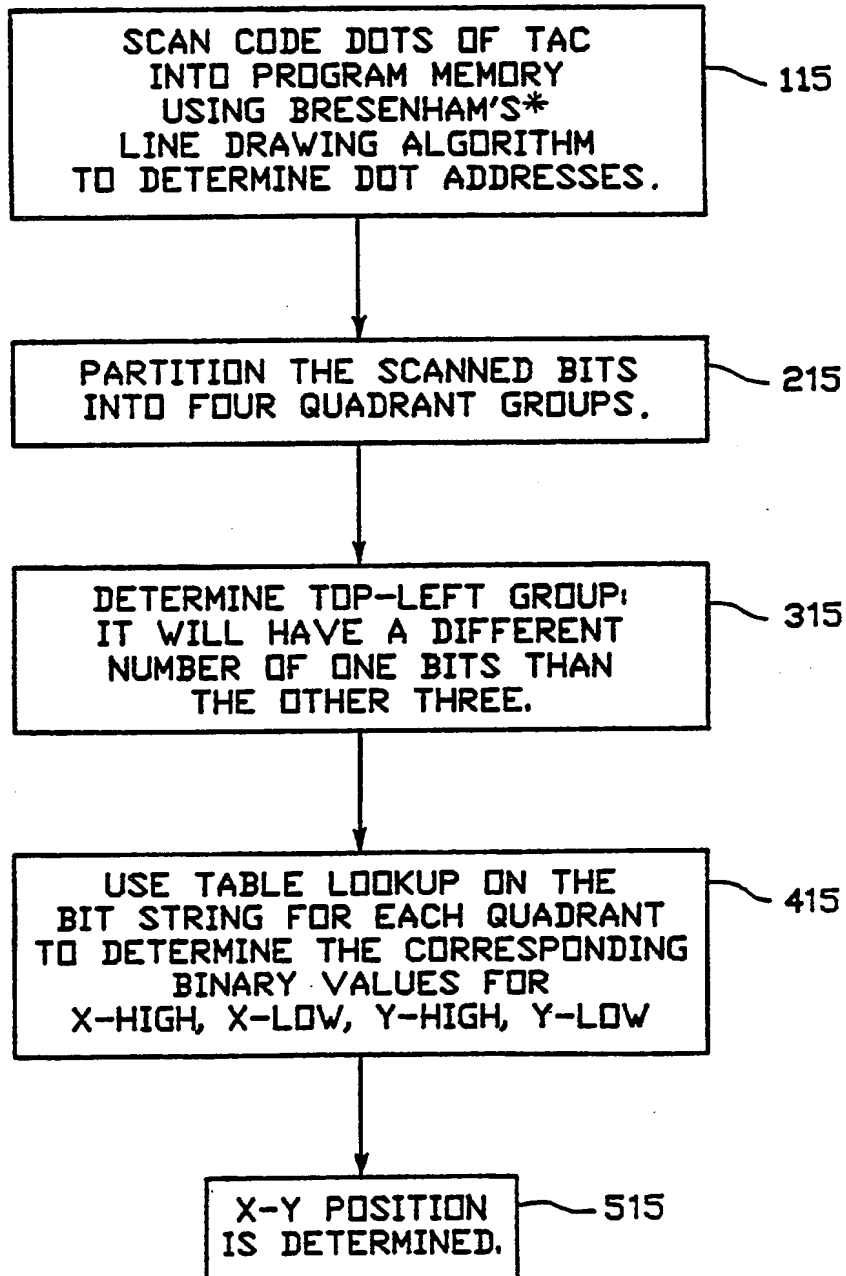 SCAN CODE DOTS OF TAC
INTO PROGRAM MEMORY
USING BRESENHAM'S*
LINE DRAWING ALGORITHM
TO DETERMINE DOT ADDRESSES.
115
PARTITION THE SCANNED BITS
INTO FOUR QUADRANT GROUPS.
215
DETERMINE TOP-LEFT GROUP:
IT WILL HAVE A DIFFERENT
NUMBER OF ONE BITS THAN
THE OTHER THREE.
315
USE TABLE LOOKUP ON THE
BIT STRING FOR EACH QUADRANT
TO DETERMINE THE CORRESPONDING
BINARY VALUES FOR
X-HIGH, X-LOW, Y-HIGH, Y-LOW
415
X-Y POSITION
IS DETERMINED.
515